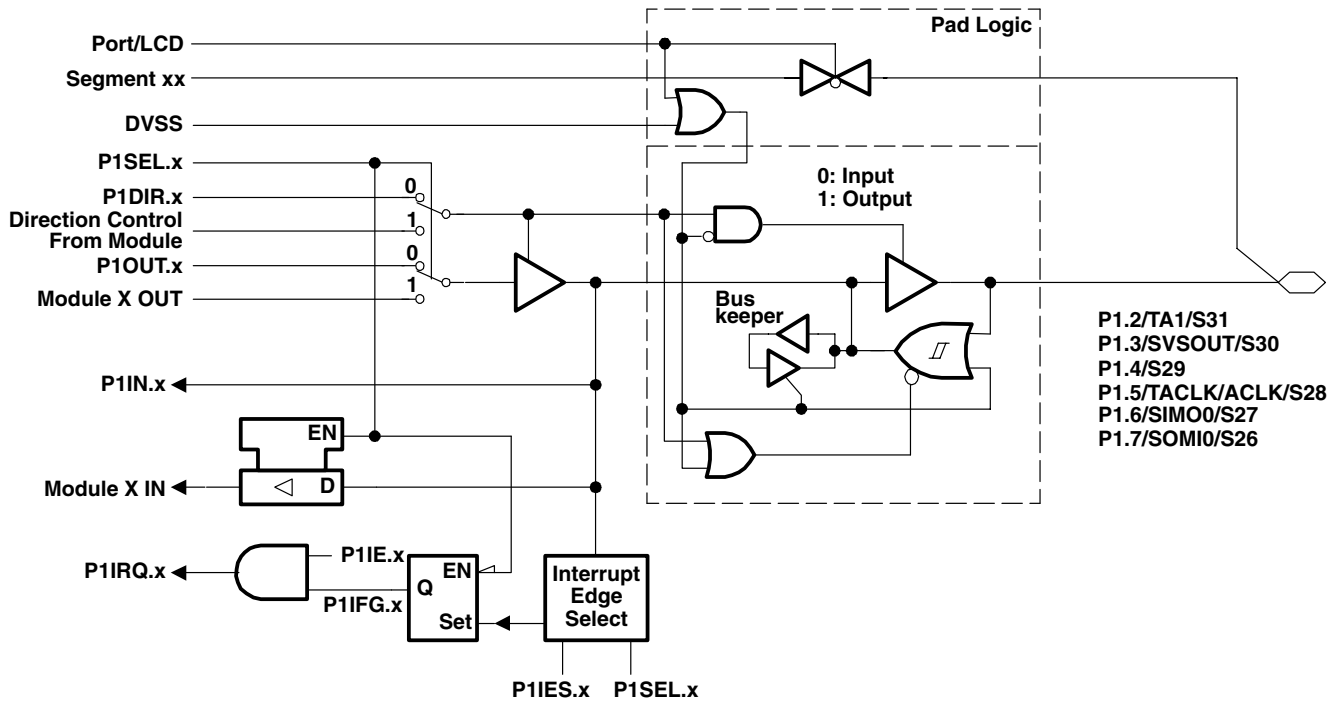 Pad Logic
Port/LCD
Segment xx
DVSS
P1SEL.x
0: Input
1: Output
P1DIR.x
0
Direction Control
From Module
1
P1OUT.x
0
Module X OUT
1
Bus
keeper
P1.2/TA1/S31
P1.3/SVSOUT/S30
P1.4/S29
P1.5/TACLK/ACLK/S28
P1.6/SIMO0/S27
P1.7/SOMI0/S26
P1IN.x
EN
Module X IN
D
P1IRQ.x
P1IE.x
P1IFG.x
EN
Q
Set
Interrupt
Edge
Select
P1IES.x
P1SEL.x